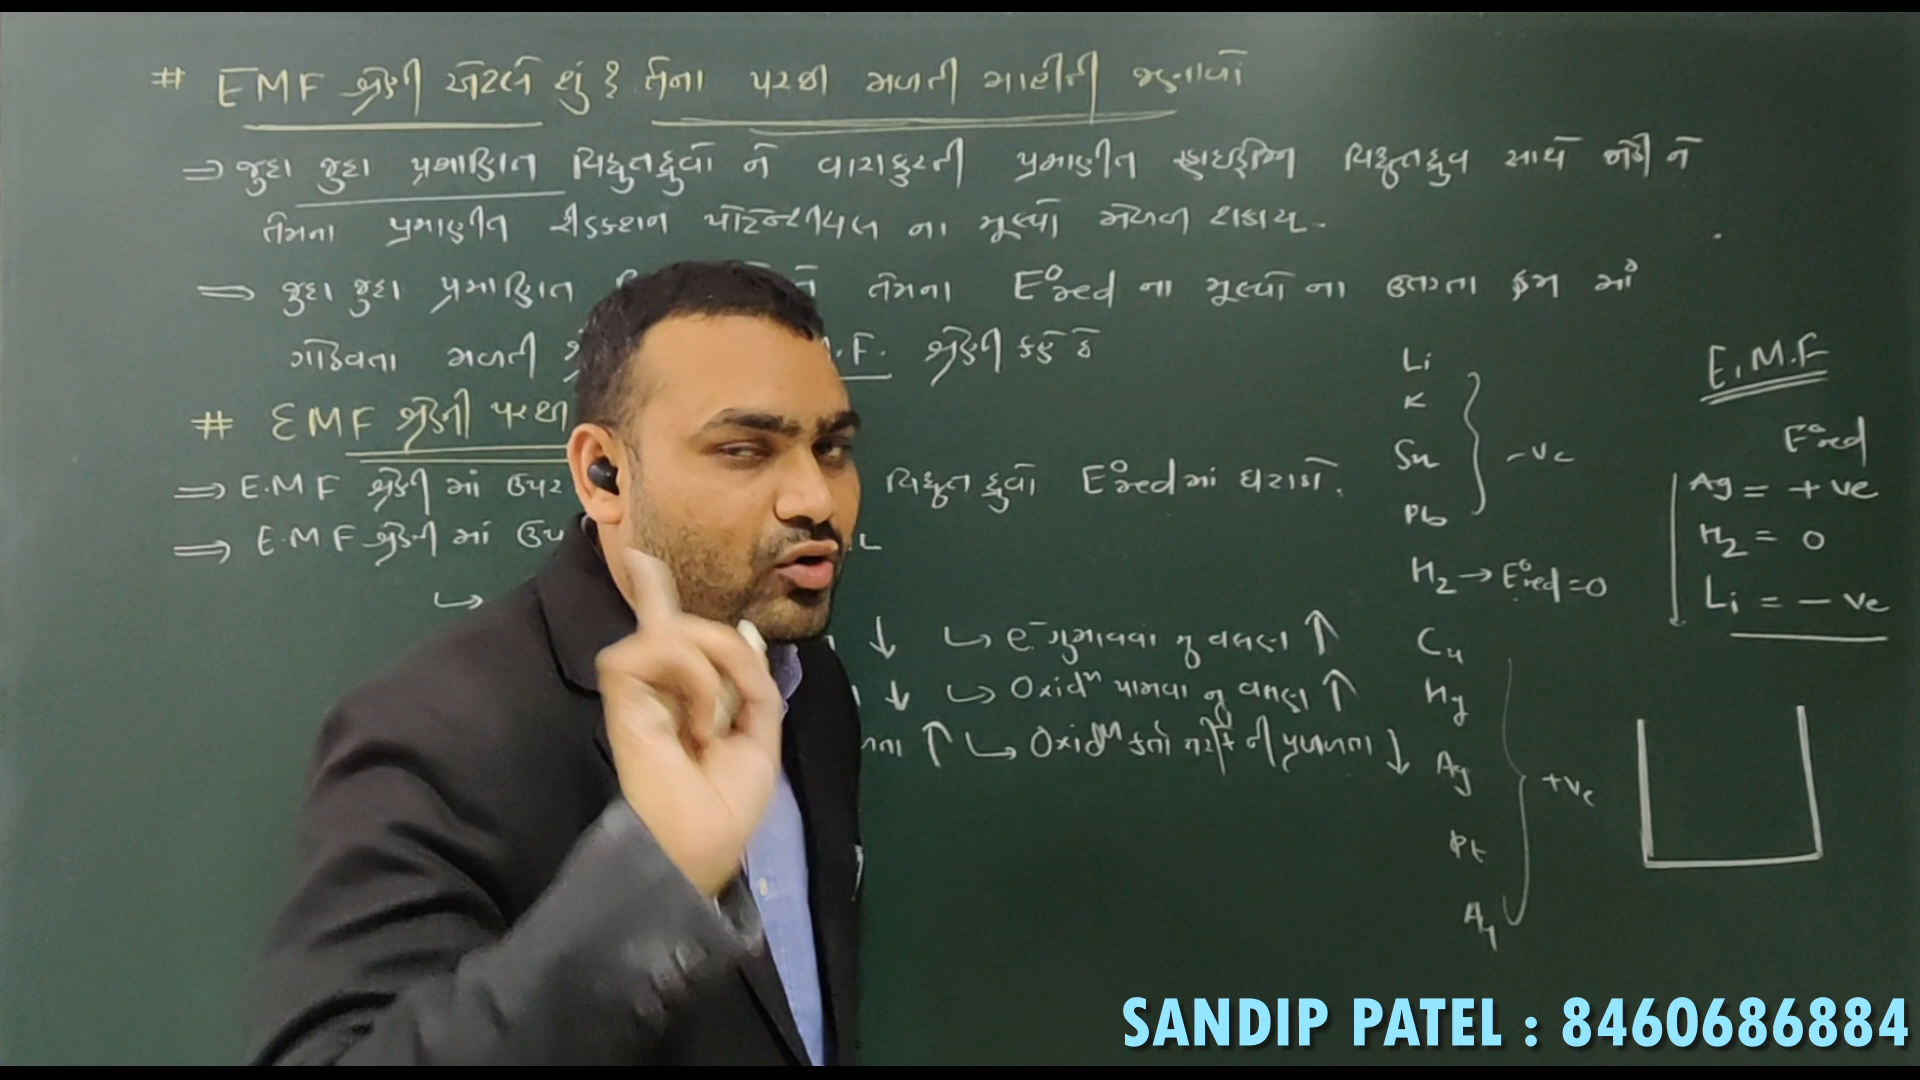 # EMF શ્રેણી એટલે શું? તેના પરથી મળતી માહીતી જણાવો
⇒ જુદા જુદા પ્રમાણિત વિદ્યુતધ્રુવો ને વારાફરતી પ્રમાણીત હાઇડ્રોજન વિદ્યુતધ્રુવ સાથે જોડી ને
તેમના પ્રમાણીત રીડક્શન પોટેન્શીયલ ના મૂલ્યો મેળવી શકાય.
⇒ જુદા જુદા પ્રમાણિત ને તેમના E°red ના મૂલ્યો ના ઉતરતા ક્રમ માં
ગોઠવતા મળતી .F. શ્રેણી કહે છે
# EMF શ્રેણી પરથી
⇒ E.M.F શ્રેણી માં ઉપર વિદ્યુત ધ્રુવો E°red માં ઘટાડો.
⇒ E.M.F શ્રેણી માં
↓ ↳ e⁻ ગુમાવવા નુ વલણ ↑
↓ ↳ Oxidⁿ પામવા નુ વલણ ↑
↑ ↳ Oxidⁿ કર્તા તરીકે ની પ્રબળતા ↓
Li
K
Sn
Pb
-ve
H2 → E°red = 0
Cu
Hg
Ag
Pt
+ve
E.M.F
E°red
Ag = +ve
H2 = 0
Li = -ve
SANDIP PATEL : 8460686884